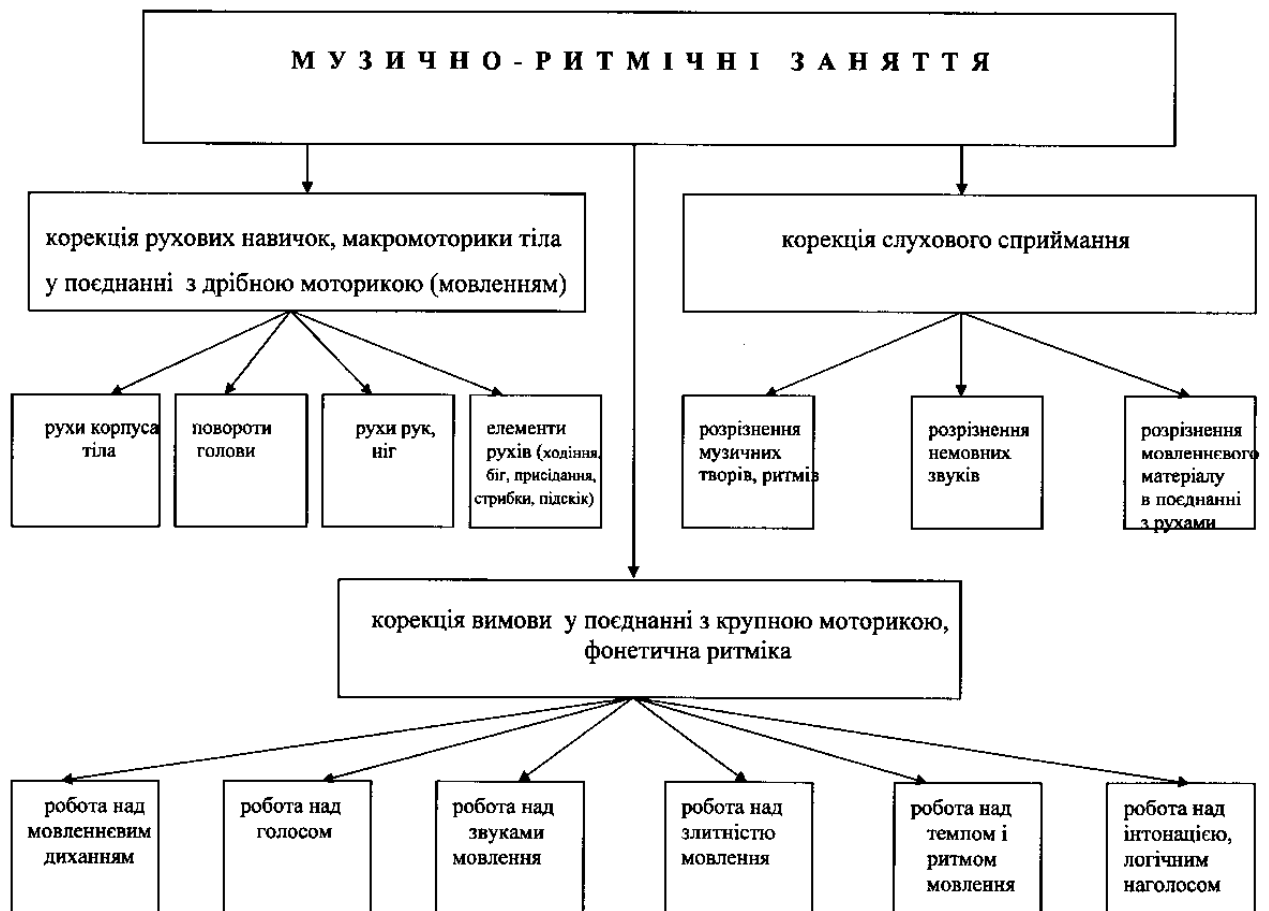 МУЗИЧНО-РИТМІЧНІ ЗАНЯТТЯ
корекція рухових навичок, макромоторики тіла
у поєднанні з дрібною моторикою (мовленням)
корекція слухового сприймання
рухи корпуса
тіла
повороти
голови
рухи рук,
ніг
елементи
рухів (ходіння,
біг, присідання,
стрибки, підскік)
розрізнення
музичних
творів, ритмів
розрізнення
немовних
звуків
розрізнення
мовленнєвого
матеріалу
в поєднанні
з рухами
корекція вимови у поєднанні з крупною моторикою,
фонетична ритміка
робота над
мовленнєвим
диханням
робота над
голосом
робота над
звуками
мовлення
робота над
злитністю
мовлення
робота над
темпом і
ритмом
мовлення
робота над
інтонацією,
логічним
наголосом